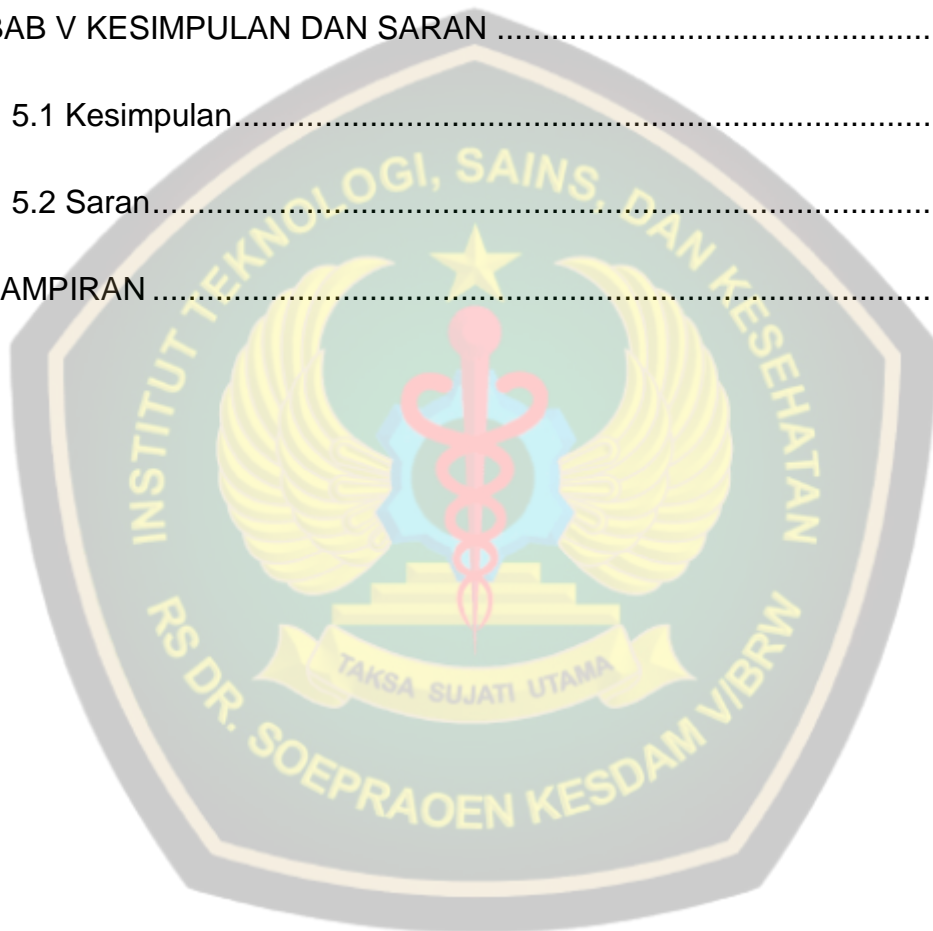 BAB V KESIMPULAN DAN SARAN ..................................................
5.1 Kesimpulan..................................................................................
5.2 Saran............................................................................................
AMPIRAN ............................................................................................
INSTITUT TEKNOLOGI, SAINS, DAN KESEHATAN
TAKSA SUJATI UTAMA
RS DR. SOEPRAOEN KESDAM V/BRW